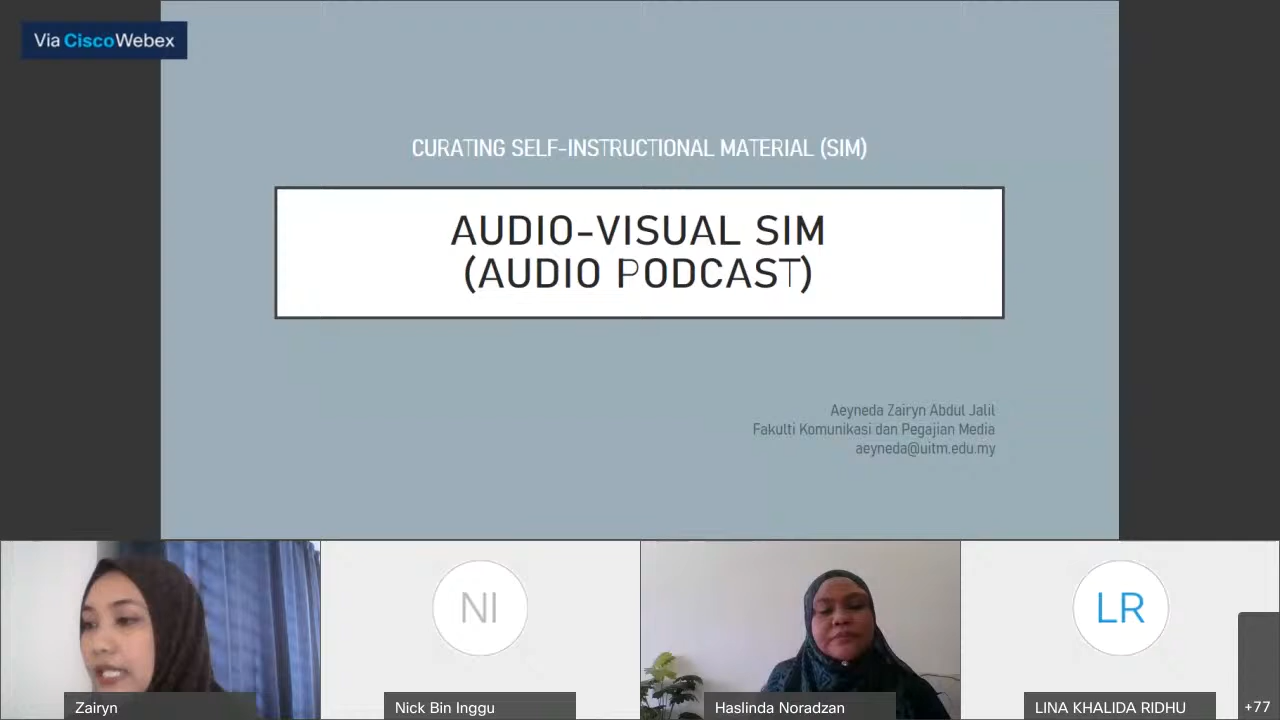 Via CiscoWebex
CURATING SELF-INSTRUCTIONAL MATERIAL (SIM)
AUDIO-VISUAL SIM
(AUDIO PODCAST)
Aeyneda Zairyn Abdul Jalil
Fakulti Komunikasi dan Pegajian Media
aeyneda@uitm.edu.my
NI
LR
Zairyn
Nick Bin Inggu
Haslinda Noradzan
LINA KHALIDA RIDHU
+77